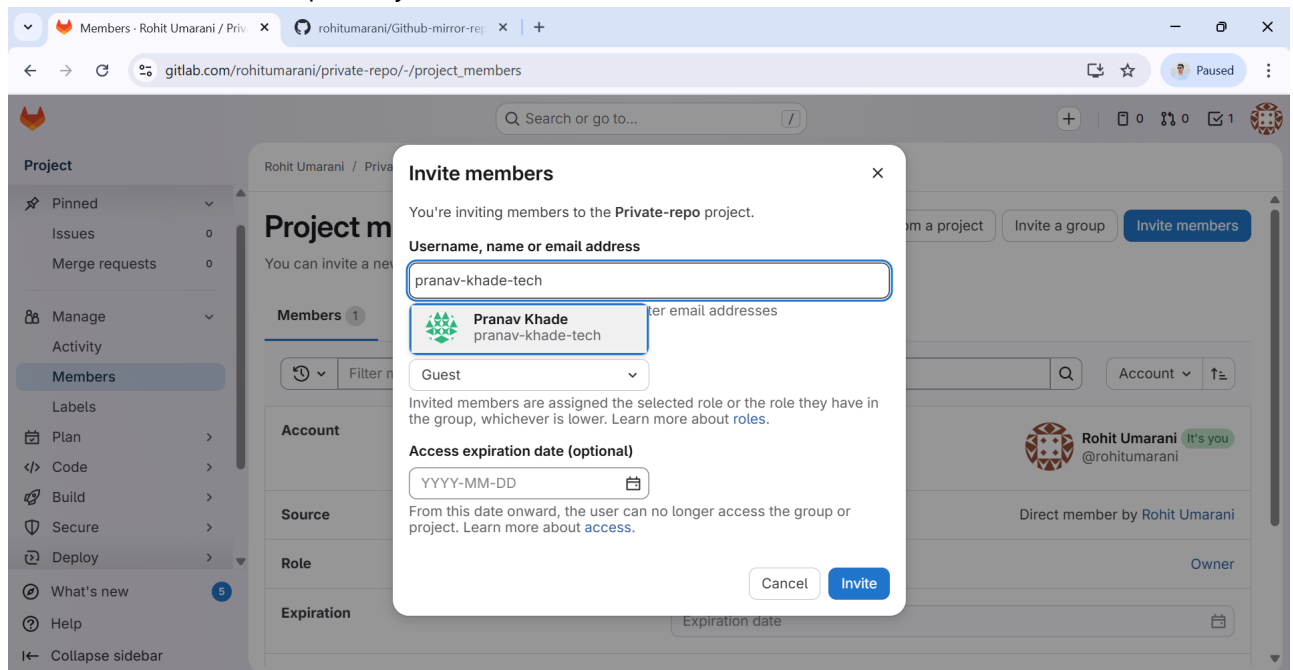 Members · Rohit Umarani / Priv
rohitumarani/Github-mirror-rep
gitlab.com/rohitumarani/private-repo/-/project_members
Paused
Search or go to...
/
0
0
1
Project
Pinned
Issues 0
Merge requests 0
Manage
Activity
Members
Labels
Plan
Code
Build
Secure
Deploy
What's new 5
Help
Collapse sidebar
Rohit Umarani / Priva
Project m
You can invite a nev
om a project
Invite a group
Invite members
Members 1
Filter
Account
Account
Rohit Umarani It's you
@rohitumarani
Source
Direct member by Rohit Umarani
Role
Owner
Expiration
Expiration date
Invite members
You're inviting members to the Private-repo project.
Username, name or email address
pranav-khade-tech
ter email addresses
Pranav Khade
pranav-khade-tech
Guest
Invited members are assigned the selected role or the role they have in
the group, whichever is lower. Learn more about roles.
Access expiration date (optional)
YYYY-MM-DD
From this date onward, the user can no longer access the group or
project. Learn more about access.
Cancel
Invite